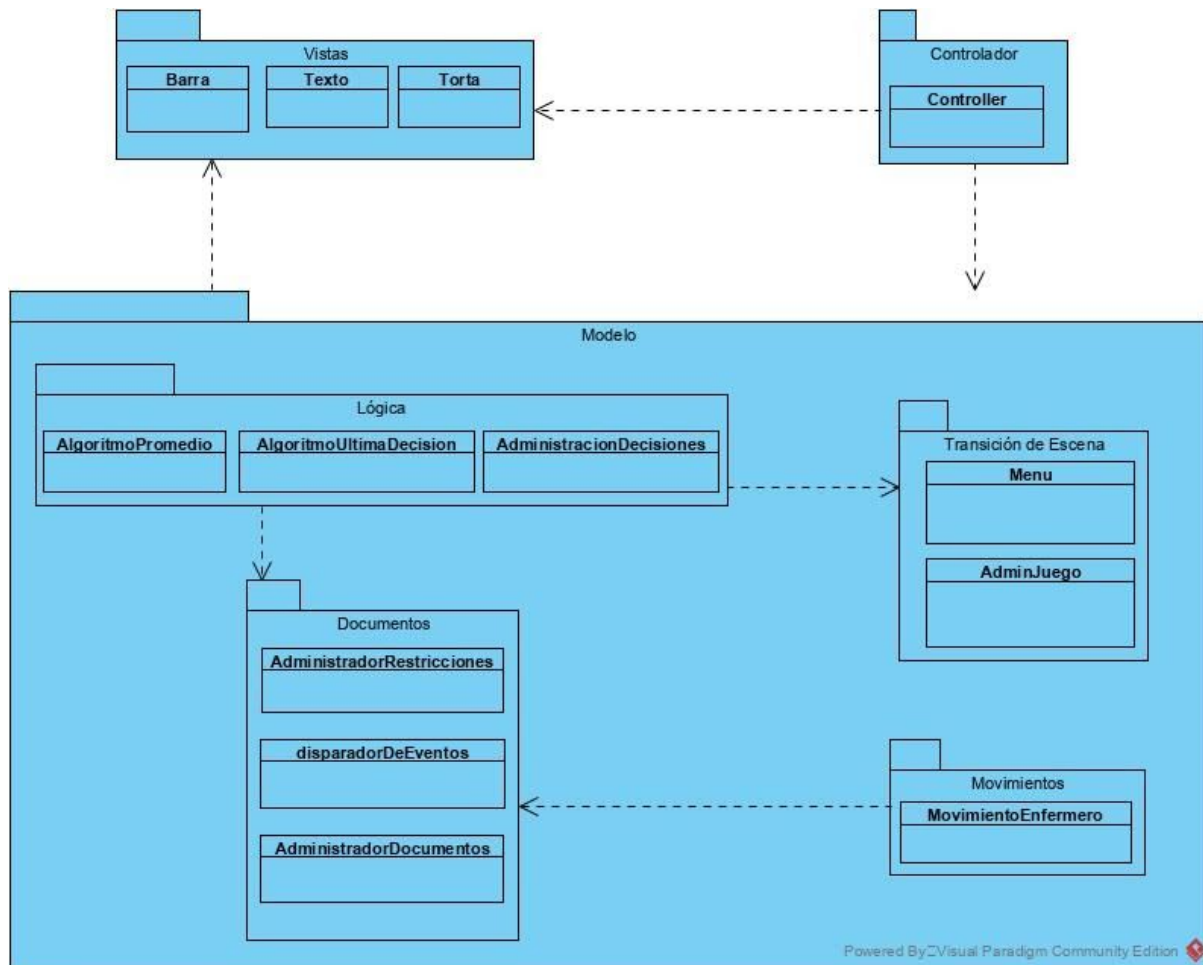 Vistas
Barra
Texto
Torta
Controlador
Controller
Modelo
Lógica
AlgoritmoPromedio
AlgoritmoUltimaDecision
AdministracionDecisiones
Transición de Escena
Menu
AdminJuego
Documentos
AdministradorRestricciones
disparadorDeEventos
AdministradorDocumentos
Movimientos
MovimientoEnfermero
Powered By Visual Paradigm Community Edition